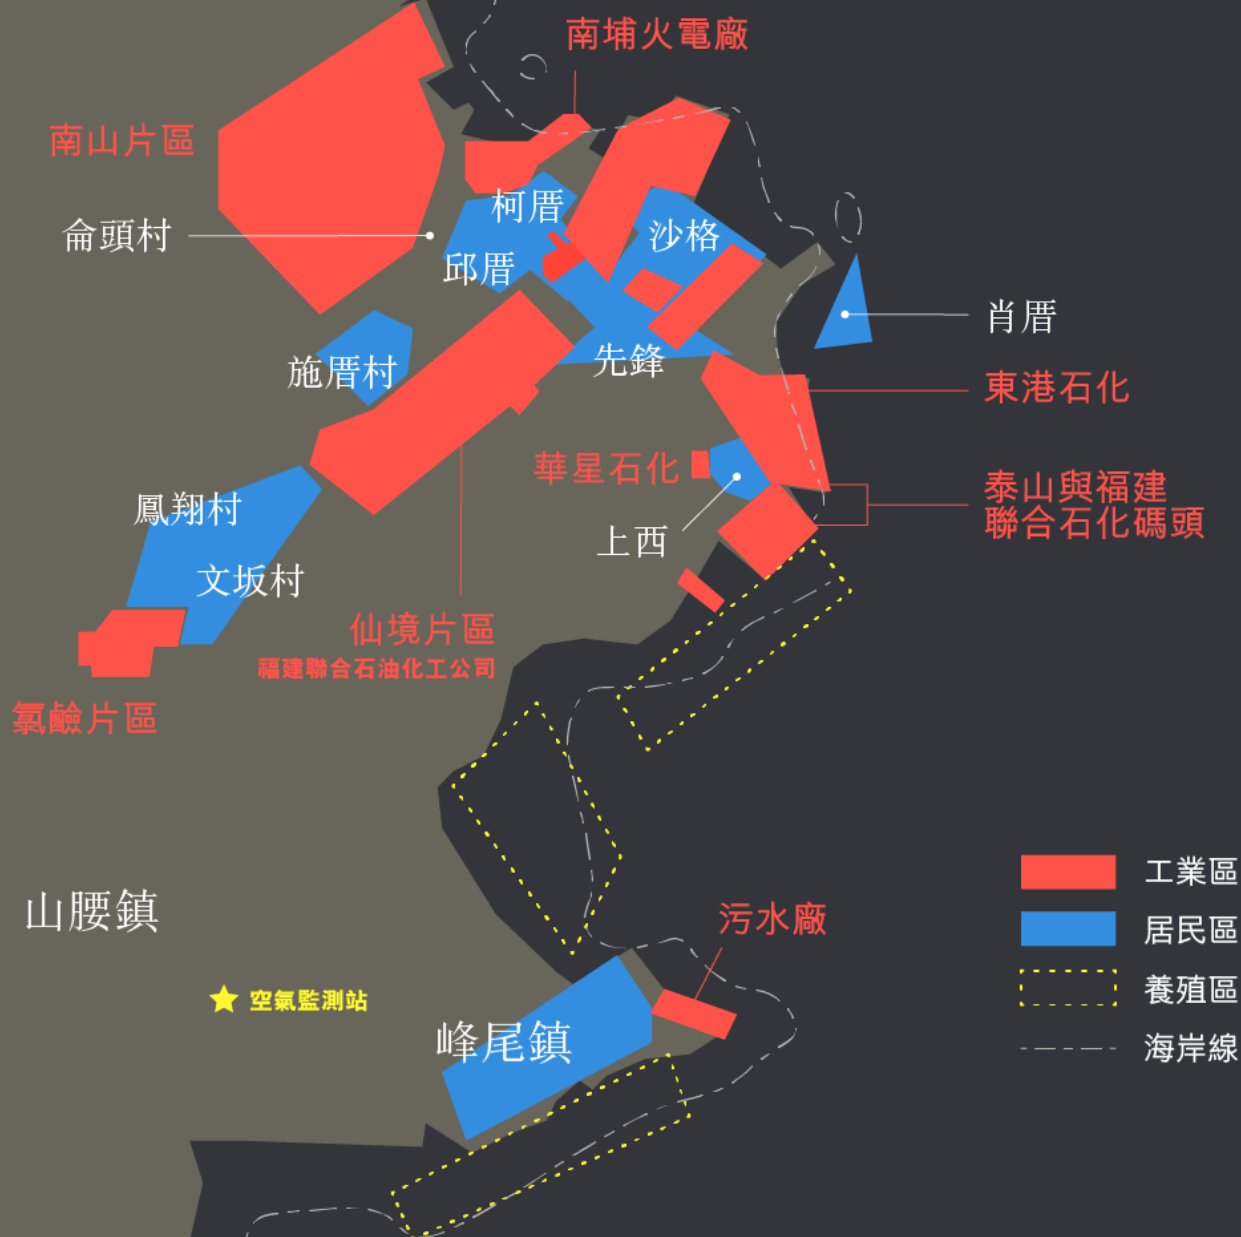 南埔火電廠
南山片區
侖頭村
柯厝
沙格
邱厝
肖厝
施厝村
先鋒
東港石化
華星石化
泰山與福建
聯合石化碼頭
上西
鳳翔村
文坂村
仙境片區
福建聯合石油化工公司
氯鹼片區
山腰鎮
污水廠
空氣監測站
峰尾鎮
工業區
居民區
養殖區
海岸線